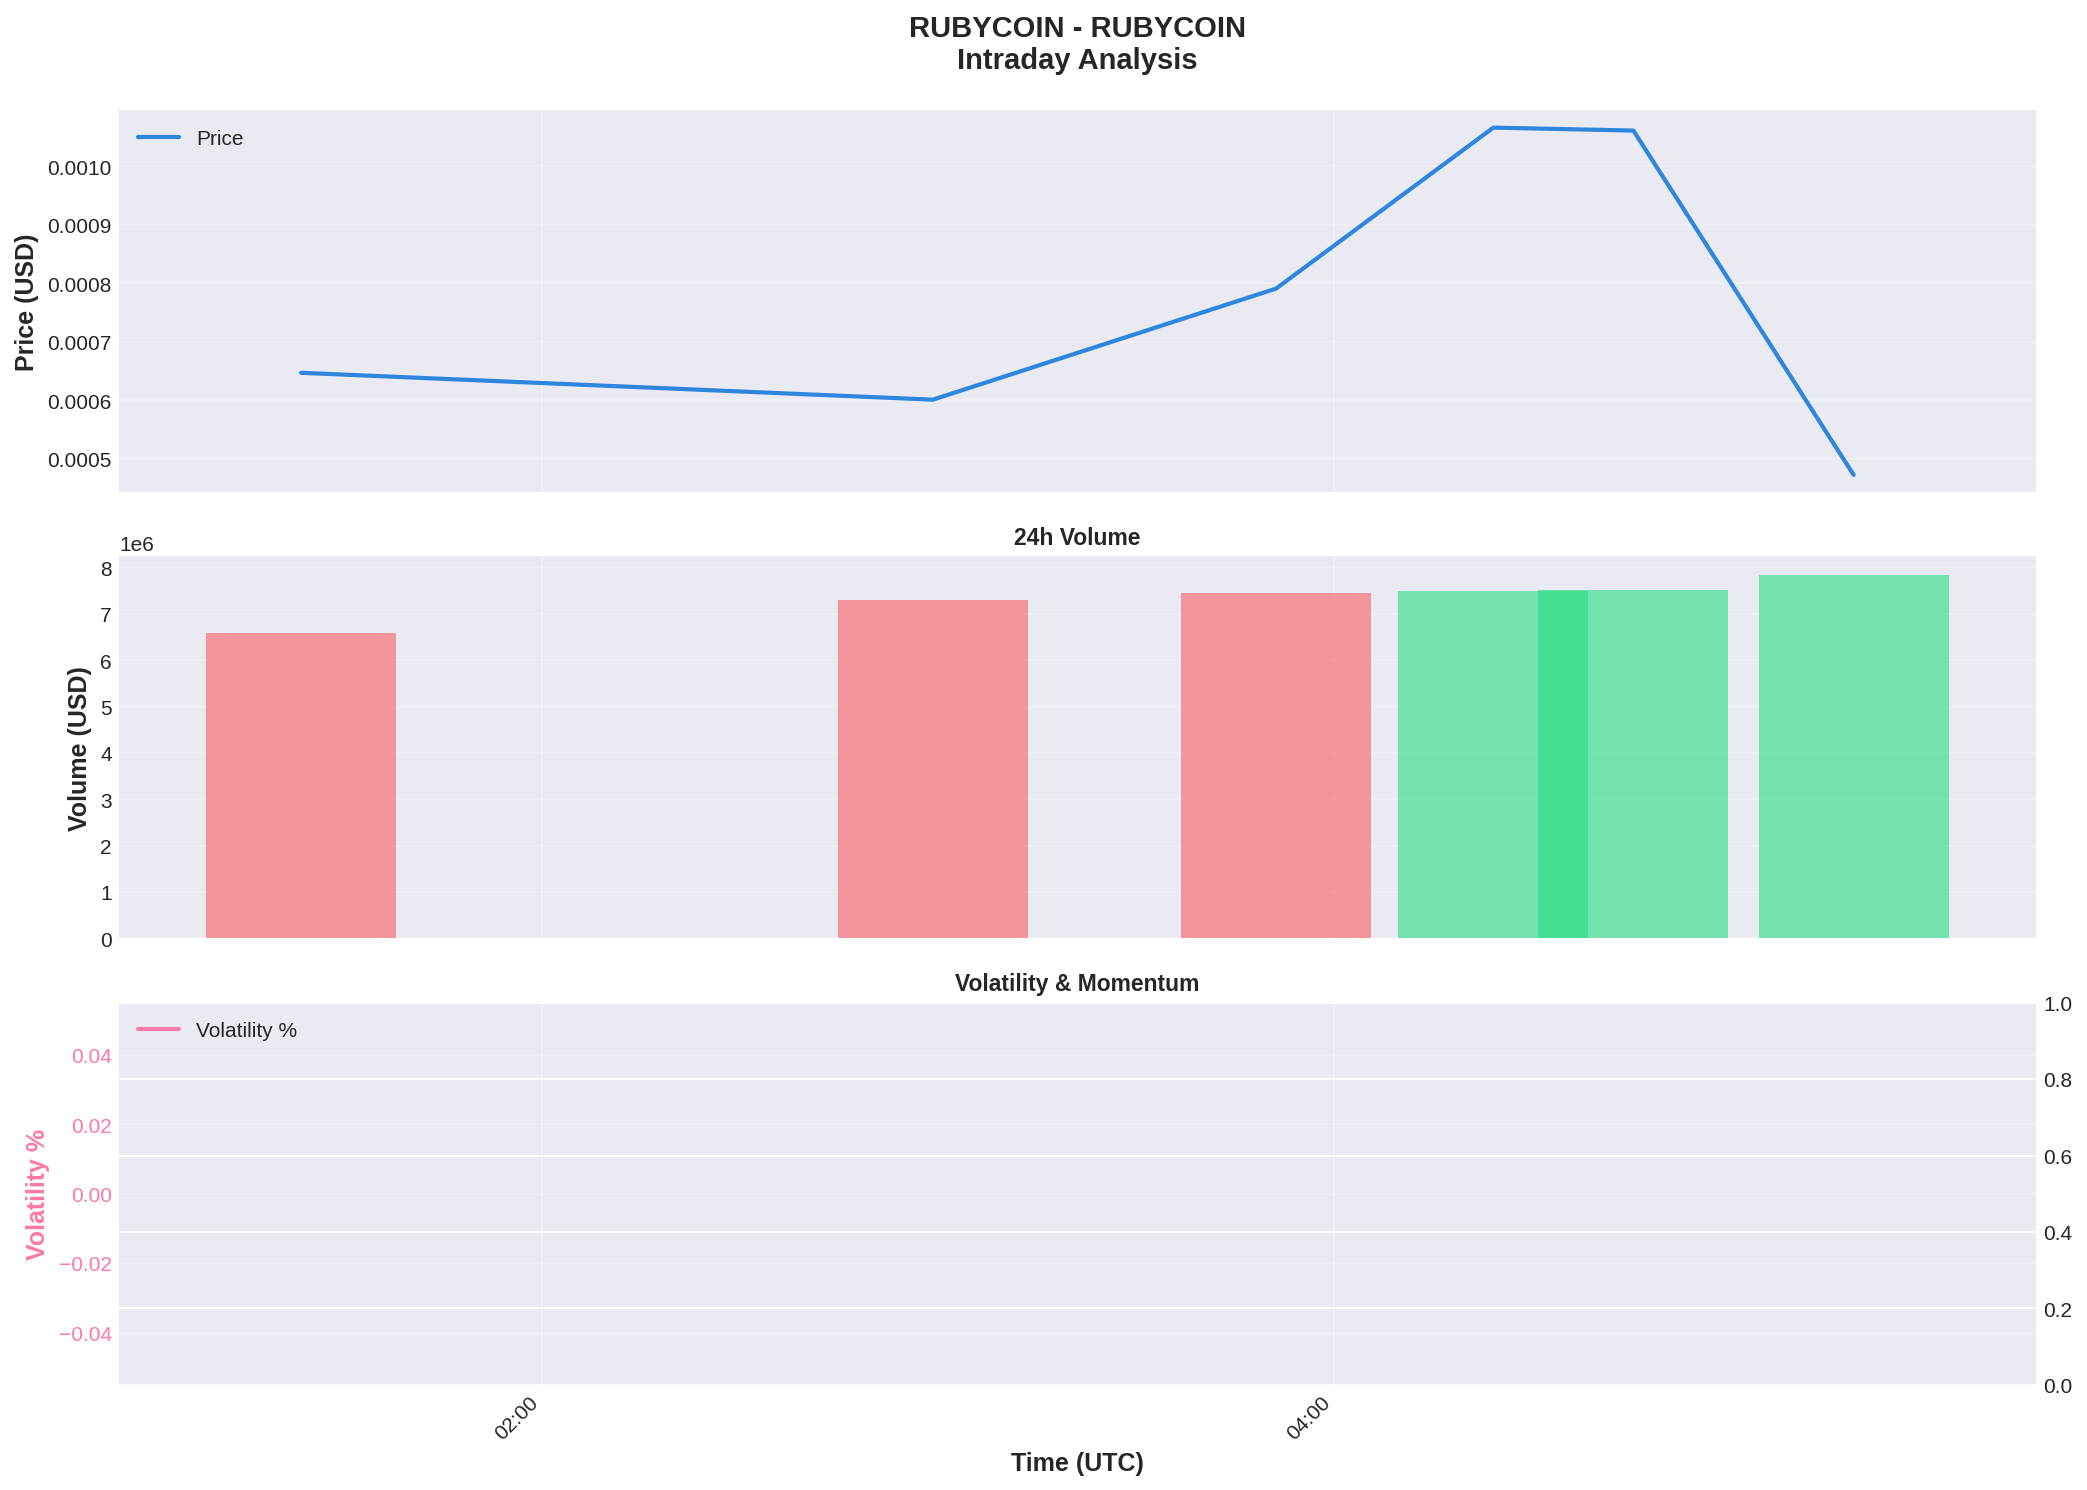 RUBYCOIN - RUBYCOIN
Intraday Analysis
Price
Price (USD)
0.0010
0.0009
0.0008
0.0007
0.0006
0.0005
24h Volume
1e6
Volume (USD)
8
7
6
5
4
3
2
1
0
Volatility & Momentum
Volatility %
Volatility %
0.04
0.02
0.00
−0.02
−0.04
1.0
0.8
0.6
0.4
0.2
0.0
02:00
04:00
Time (UTC)